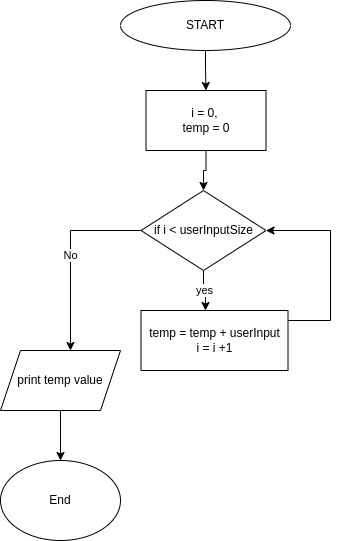 START
i = 0,
temp = 0
if i < userInputSize
No
yes
temp = temp + userInput
i = i +1
print temp value
End